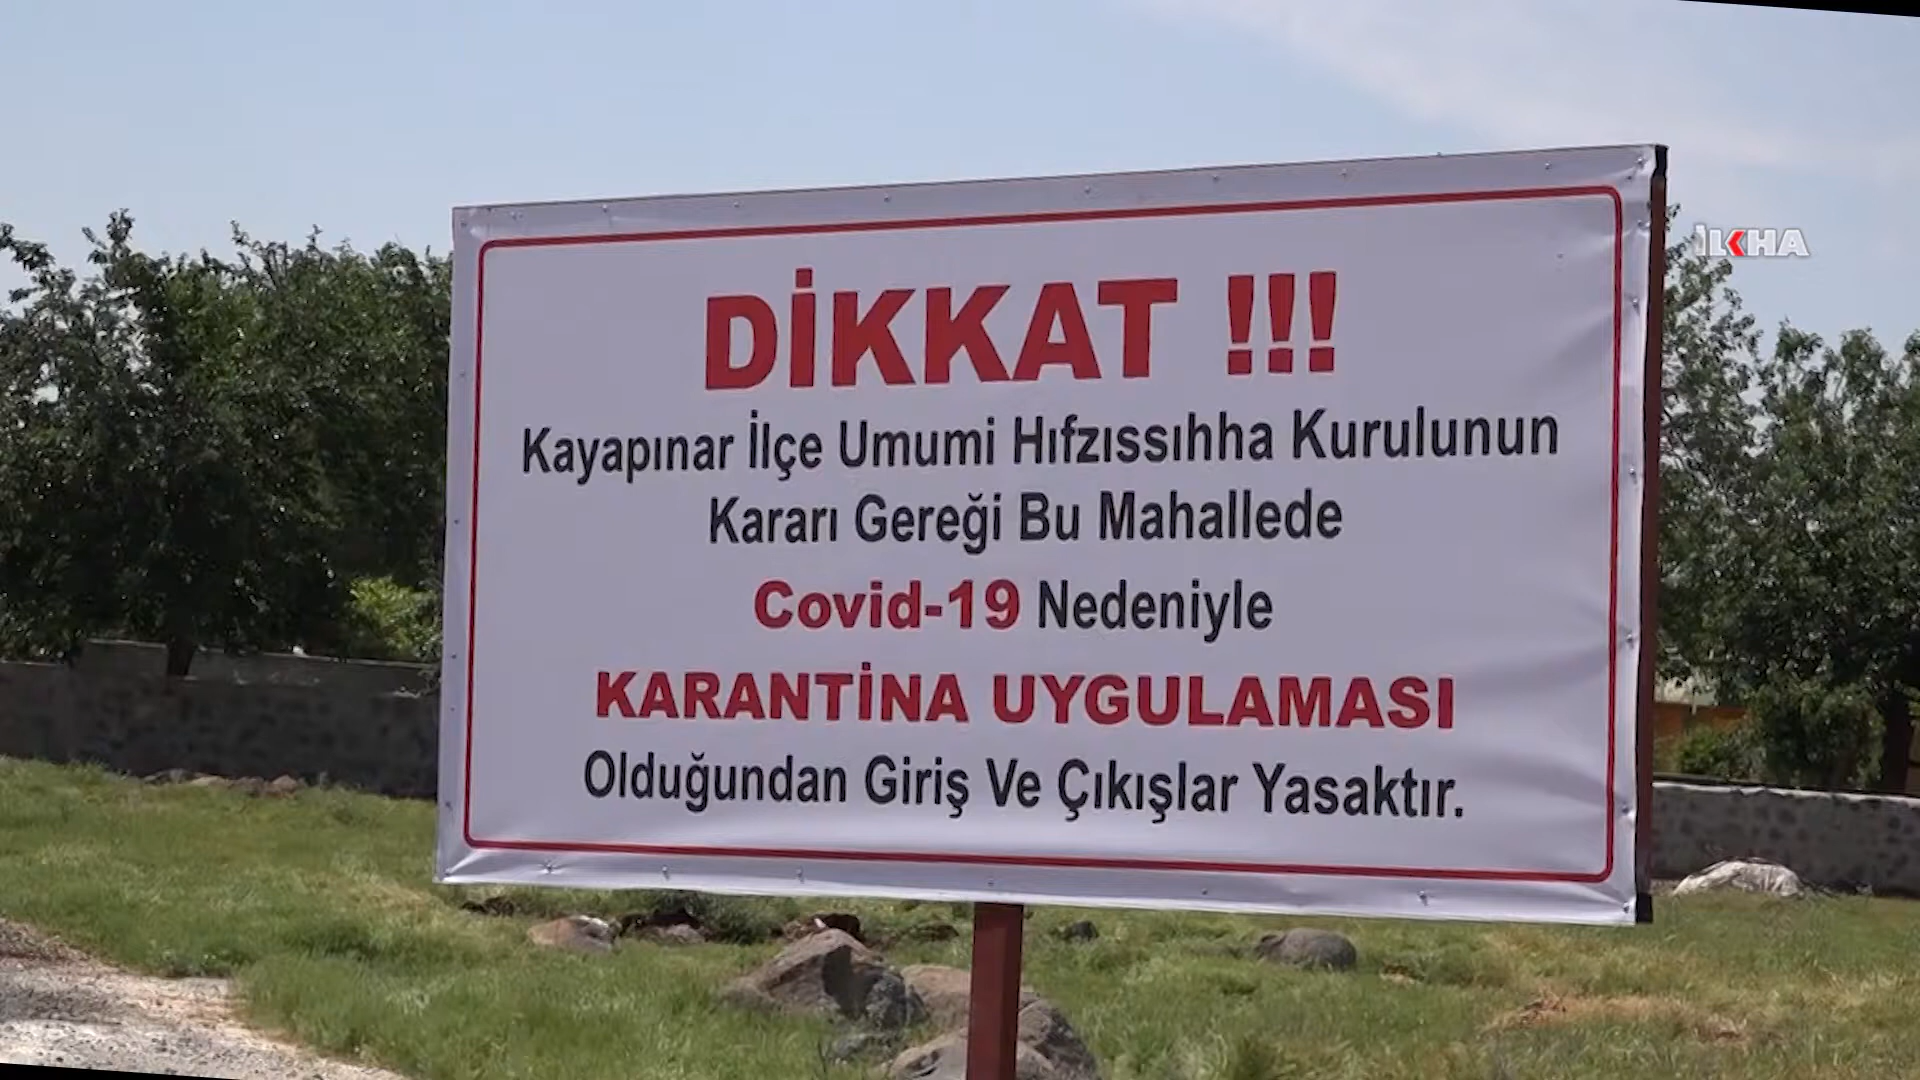 DİKKAT !!!
Kayapınar İlçe Umumi Hıfzıssıhha Kurulunun
Kararı Gereği Bu Mahallede
Covid-19 Nedeniyle
KARANTİNA UYGULAMASI
Olduğundan Giriş Ve Çıkışlar Yasaktır.
İLKHA